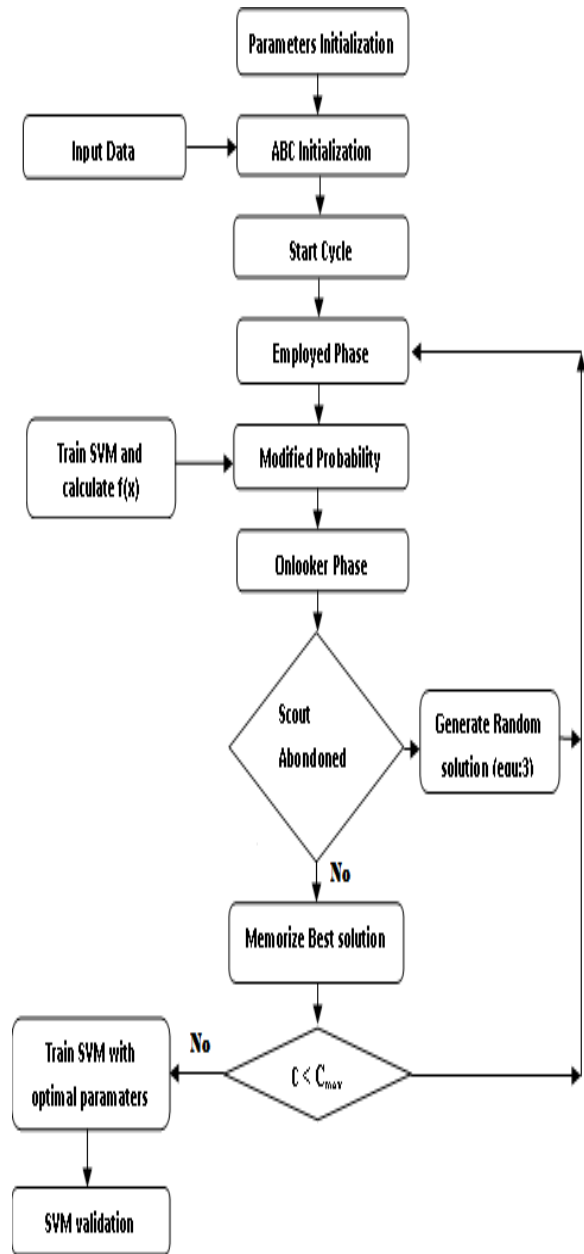 Parameters Initialization
Input Data
ABC Initialization
Start Cycle
Employed Phase
Train SVM and
calculate f(x)
Modified Probability
Onlooker Phase
Scout
Abondoned
Generate Random
solution (equ:3)
No
Memorize Best solution
No
Train SVM with
optimal paramaters
C < Cmax
SVM validation